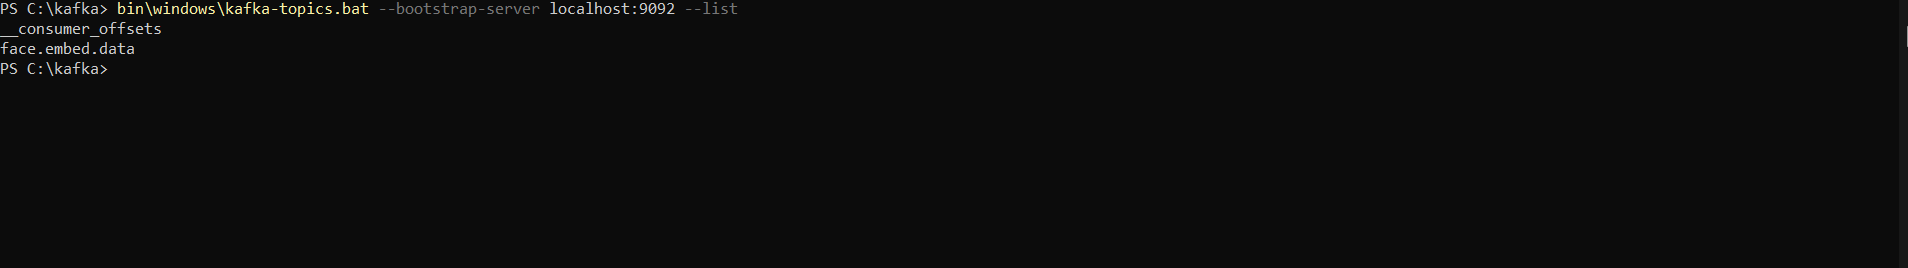 PS C:\kafka> bin\windows\kafka-topics.bat --bootstrap-server localhost:9092 --list
__consumer_offsets
face.embed.data
PS C:\kafka>